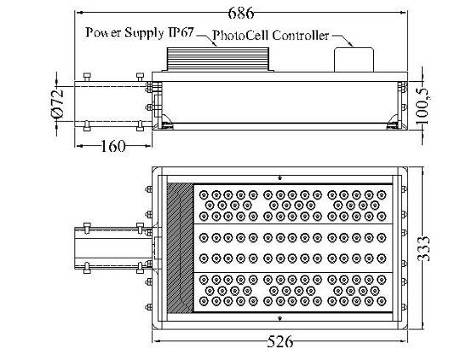 686
Power Supply IP67
PhotoCell Controller
Ø72
100,5
160
333
526